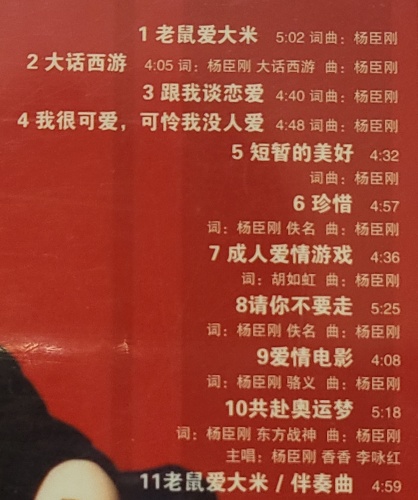 1 老鼠爱大米 5:02 词曲：杨臣刚
2 大话西游 4:05 词：杨臣刚 大话西游 曲：杨臣刚
3 跟我谈恋爱 4:40 词曲：杨臣刚
4 我很可爱，可怜我没人爱 4:48 词曲：杨臣刚
5 短暂的美好 4:32
词曲：杨臣刚
6 珍惜 4:57
词：杨臣刚 佚名 曲：杨臣刚
7 成人爱情游戏 4:36
词：胡如虹 曲：杨臣刚
8请你不要走 5:25
词：杨臣刚 佚名 曲：杨臣刚
9爱情电影 4:08
词：杨臣刚 骆义 曲：杨臣刚
10共赴奥运梦 5:18
词：杨臣刚 东方战神 曲：杨臣刚
主唱：杨臣刚 香香 李咏红
11老鼠爱大米 / 伴奏曲 4:59